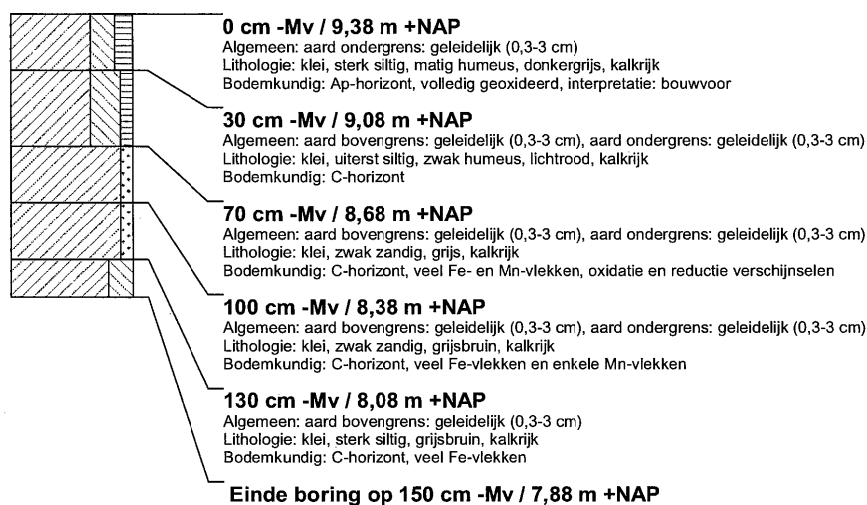 0 cm -Mv / 9,38 m +NAP
Algemeen: aard ondergrens: geleidelijk (0,3-3 cm)
Lithologie: klei, sterk siltig, matig humeus, donkergrijs, kalkrijk
Bodemkundig: Ap-horizont, volledig geoxideerd, interpretatie: bouwvoor
30 cm -Mv / 9,08 m +NAP
Algemeen: aard bovengrens: geleidelijk (0,3-3 cm), aard ondergrens: geleidelijk (0,3-3 cm)
Lithologie: klei, uiterst siltig, zwak humeus, lichtrood, kalkrijk
Bodemkundig: C-horizont
70 cm -Mv / 8,68 m +NAP
Algemeen: aard bovengrens: geleidelijk (0,3-3 cm), aard ondergrens: geleidelijk (0,3-3 cm)
Lithologie: klei, zwak zandig, grijs, kalkrijk
Bodemkundig: C-horizont, veel Fe- en Mn-vlekken, oxidatie en reductie verschijnselen
100 cm -Mv / 8,38 m +NAP
Algemeen: aard bovengrens: geleidelijk (0,3-3 cm), aard ondergrens: geleidelijk (0,3-3 cm)
Lithologie: klei, zwak zandig, grijsbruin, kalkrijk
Bodemkundig: C-horizont, veel Fe-vlekken en enkele Mn-vlekken
130 cm -Mv / 8,08 m +NAP
Algemeen: aard bovengrens: geleidelijk (0,3-3 cm)
Lithologie: klei, sterk siltig, grijsbruin, kalkrijk
Bodemkundig: C-horizont, veel Fe-vlekken
Einde boring op 150 cm -Mv / 7,88 m +NAP